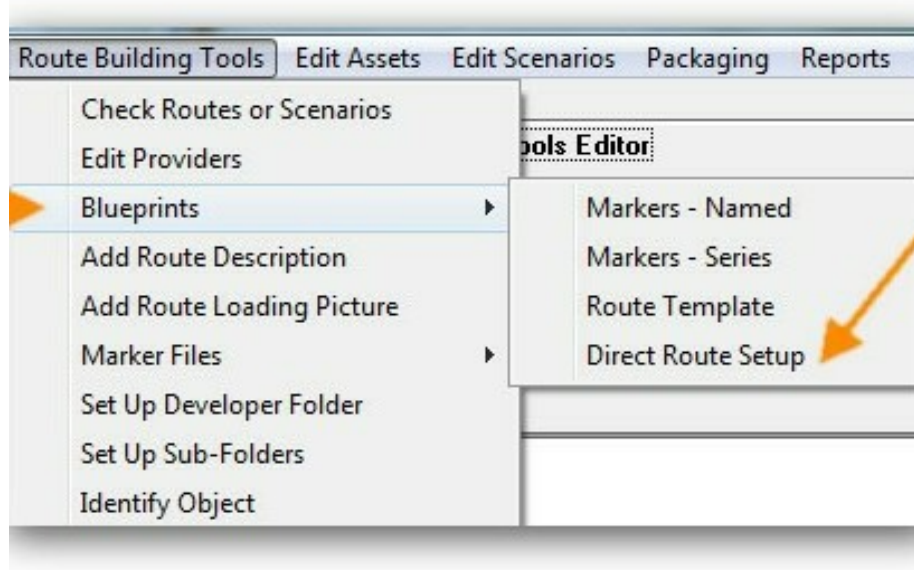 Route Building Tools Edit Assets Edit Scenarios Packaging Reports
Check Routes or Scenarios
Edit Providers
Blueprints
Add Route Description
Add Route Loading Picture
Marker Files
Set Up Developer Folder
Set Up Sub-Folders
Identify Object
ools Editor
Markers - Named
Markers - Series
Route Template
Direct Route Setup